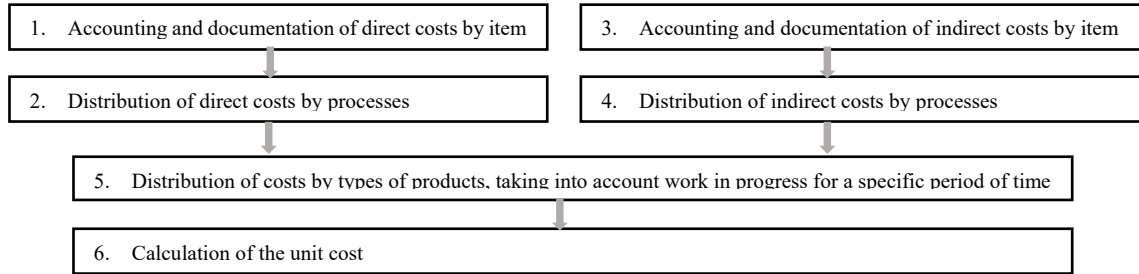 1. Accounting and documentation of direct costs by item
3. Accounting and documentation of indirect costs by item
2. Distribution of direct costs by processes
4. Distribution of indirect costs by processes
5. Distribution of costs by types of products, taking into account work in progress for a specific period of time
6. Calculation of the unit cost